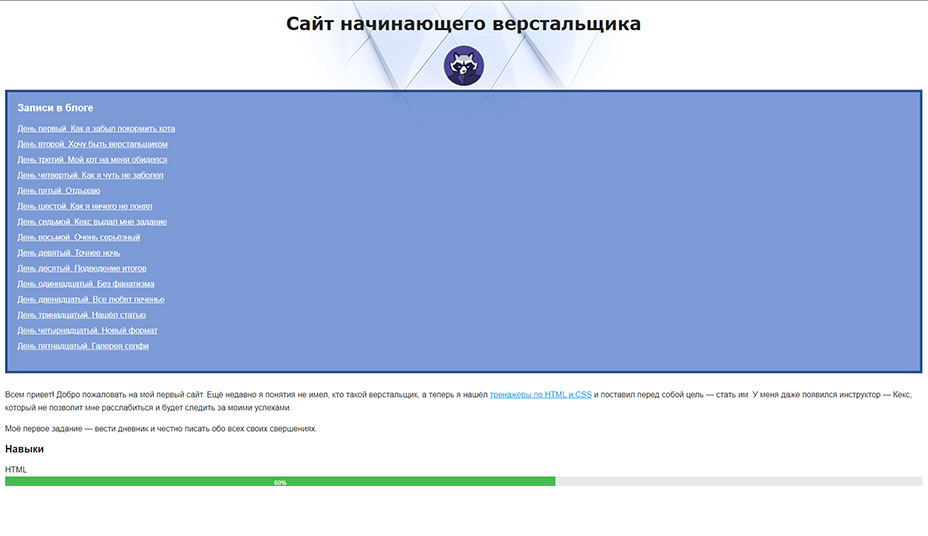 Сайт начинающего верстальщика
Записи в блоге
День первый. Как я забыл покормить кота
День второй. Хочу быть верстальщиком
День третий. Мой кот на меня обиделся
День четвертый. Как я чуть не заболел
День пятый. Отдыхаю
День шестой. Как я ничего не понял
День седьмой. Кекс выдал мне задание
День восьмой. Очень серьёзный
День девятый. Точнее ночь
День десятый. Подведение итогов
День одиннадцатый. Без фанатизма
День двенадцатый. Все любят печенье
День тринадцатый. Нашёл статью
День четырнадцатый. Новый формат
День пятнадцатый. Галерея селфи
Всем привет! Добро пожаловать на мой первый сайт. Ещё недавно я понятия не имел, кто такой верстальщик, а теперь я нашёл тренажёры по HTML и CSS и поставил перед собой цель — стать им. У меня даже появился инструктор — Кекс,
который не позволит мне расслабиться и будет следить за моими успехами.
Моё первое задание — вести дневник и честно писать обо всех своих свершениях.
Навыки
HTML
60%